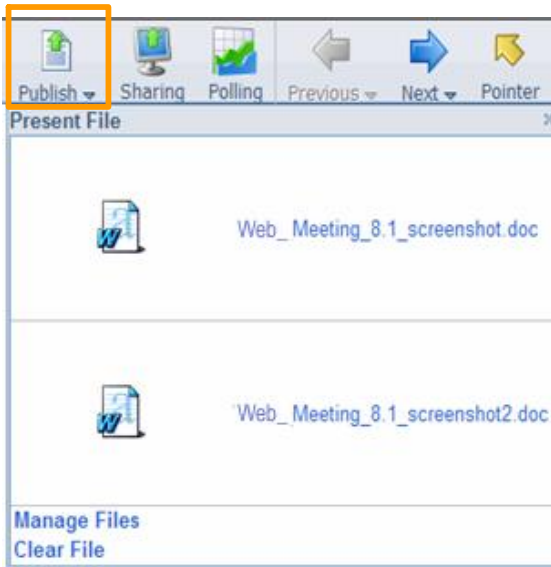 Publish Sharing Polling Previous Next Pointer
Present File
Web_ Meeting_8.1_screenshot.doc
Web_ Meeting_8.1_screenshot2.doc
Manage Files
Clear File